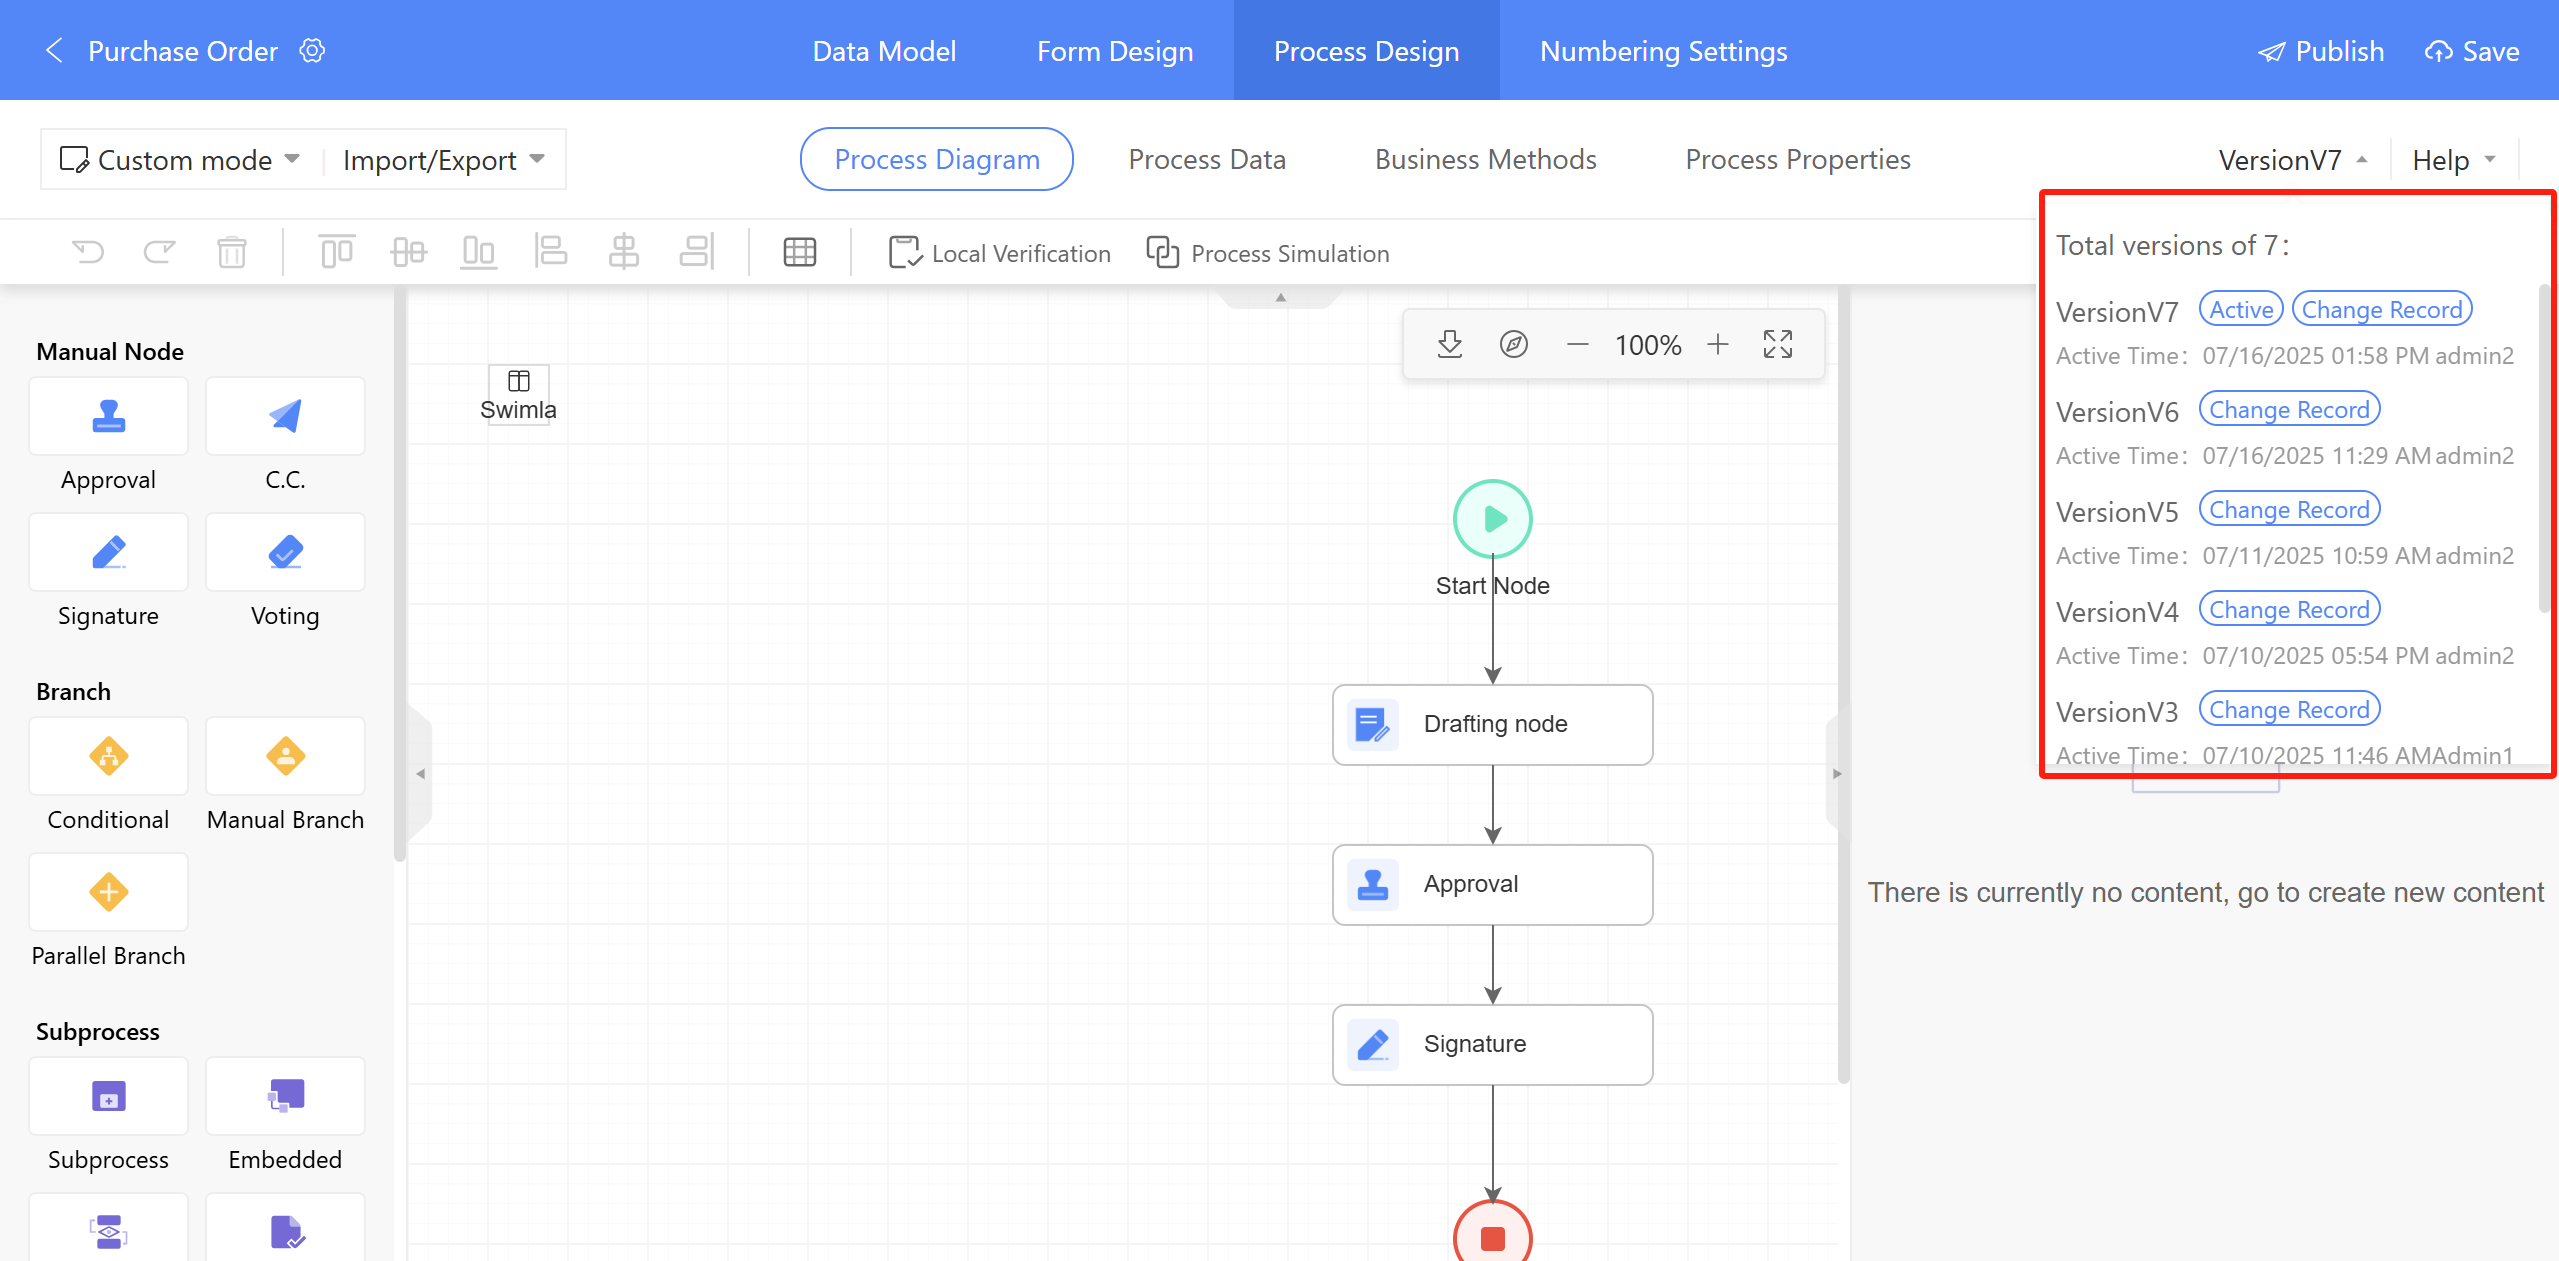 Purchase Order
Data Model
Form Design
Process Design
Numbering Settings
Publish
Save
Custom mode
Import/Export
Process Diagram
Process Data
Business Methods
Process Properties
VersionV7
Help
Local Verification
Process Simulation
Total versions of 7:
VersionV7 Active Change Record
Active Time: 07/16/2025 01:58 PM admin2
VersionV6 Change Record
Active Time: 07/16/2025 11:29 AM admin2
VersionV5 Change Record
Active Time: 07/11/2025 10:59 AM admin2
VersionV4 Change Record
Active Time: 07/10/2025 05:54 PM admin2
VersionV3 Change Record
Active Time: 07/10/2025 11:46 AM Admin1
Manual Node
Approval
C.C.
Signature
Voting
Branch
Conditional
Manual Branch
Parallel Branch
Subprocess
Subprocess
Embedded
Swimla
100%
Start Node
Drafting node
Approval
Signature
There is currently no content, go to create new content